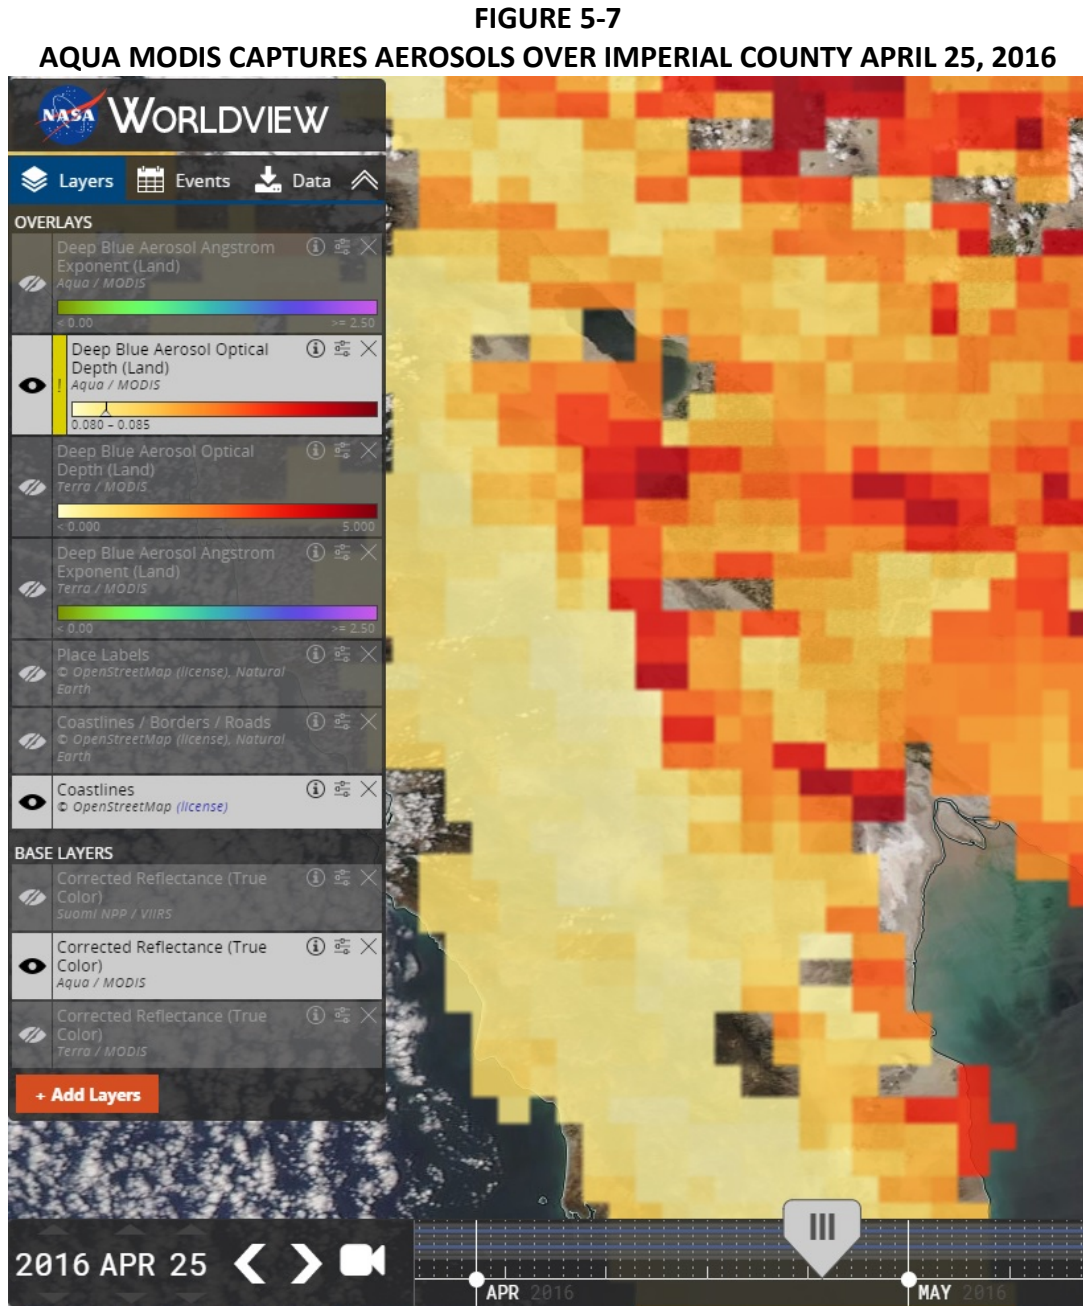 FIGURE 5-7
AQUA MODIS CAPTURES AEROSOLS OVER IMPERIAL COUNTY APRIL 25, 2016
NASA WORLDVIEW
Layers Events Data
OVERLAYS
Deep Blue Aerosol Angstrom
Exponent (Land)
Aqua / MODIS
< 0.00 >= 2.50
Deep Blue Aerosol Optical
Depth (Land)
Aqua / MODIS
0.080 – 0.085
Deep Blue Aerosol Optical
Depth (Land)
Terra / MODIS
< 0.000 5.000
Deep Blue Aerosol Angstrom
Exponent (Land)
Terra / MODIS
< 0.00 >= 2.50
Place Labels
© OpenStreetMap (license), Natural
Earth
Coastlines / Borders / Roads
© OpenStreetMap (license), Natural
Earth
Coastlines
© OpenStreetMap (license)
BASE LAYERS
Corrected Reflectance (True
Color)
Suomi NPP / VIIRS
Corrected Reflectance (True
Color)
Aqua / MODIS
Corrected Reflectance (True
Color)
Terra / MODIS
+ Add Layers
2016 APR 25
APR 2016 MAY 2016